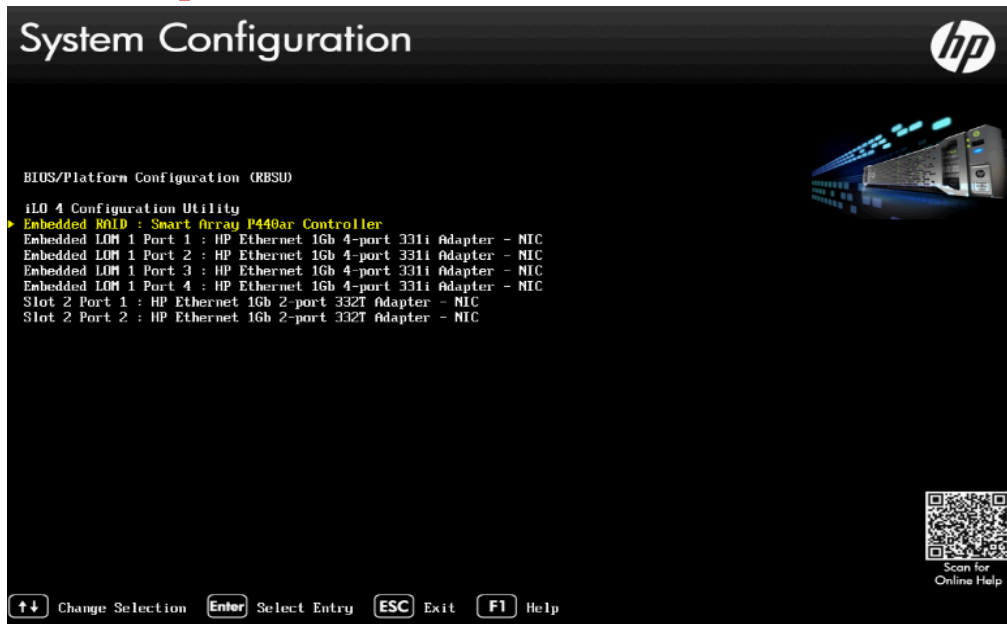 System Configuration
hp
BIOS/Platform Configuration (RBSU)
iLO 4 Configuration Utility
Embedded RAID : Smart Array P440ar Controller
Embedded LOM 1 Port 1 : HP Ethernet 1Gb 4-port 331i Adapter - NIC
Embedded LOM 1 Port 2 : HP Ethernet 1Gb 4-port 331i Adapter - NIC
Embedded LOM 1 Port 3 : HP Ethernet 1Gb 4-port 331i Adapter - NIC
Embedded LOM 1 Port 4 : HP Ethernet 1Gb 4-port 331i Adapter - NIC
Slot 2 Port 1 : HP Ethernet 1Gb 2-port 332T Adapter - NIC
Slot 2 Port 2 : HP Ethernet 1Gb 2-port 332T Adapter - NIC
Scan for
Online Help
↑↓ Change Selection Enter Select Entry ESC Exit F1 Help